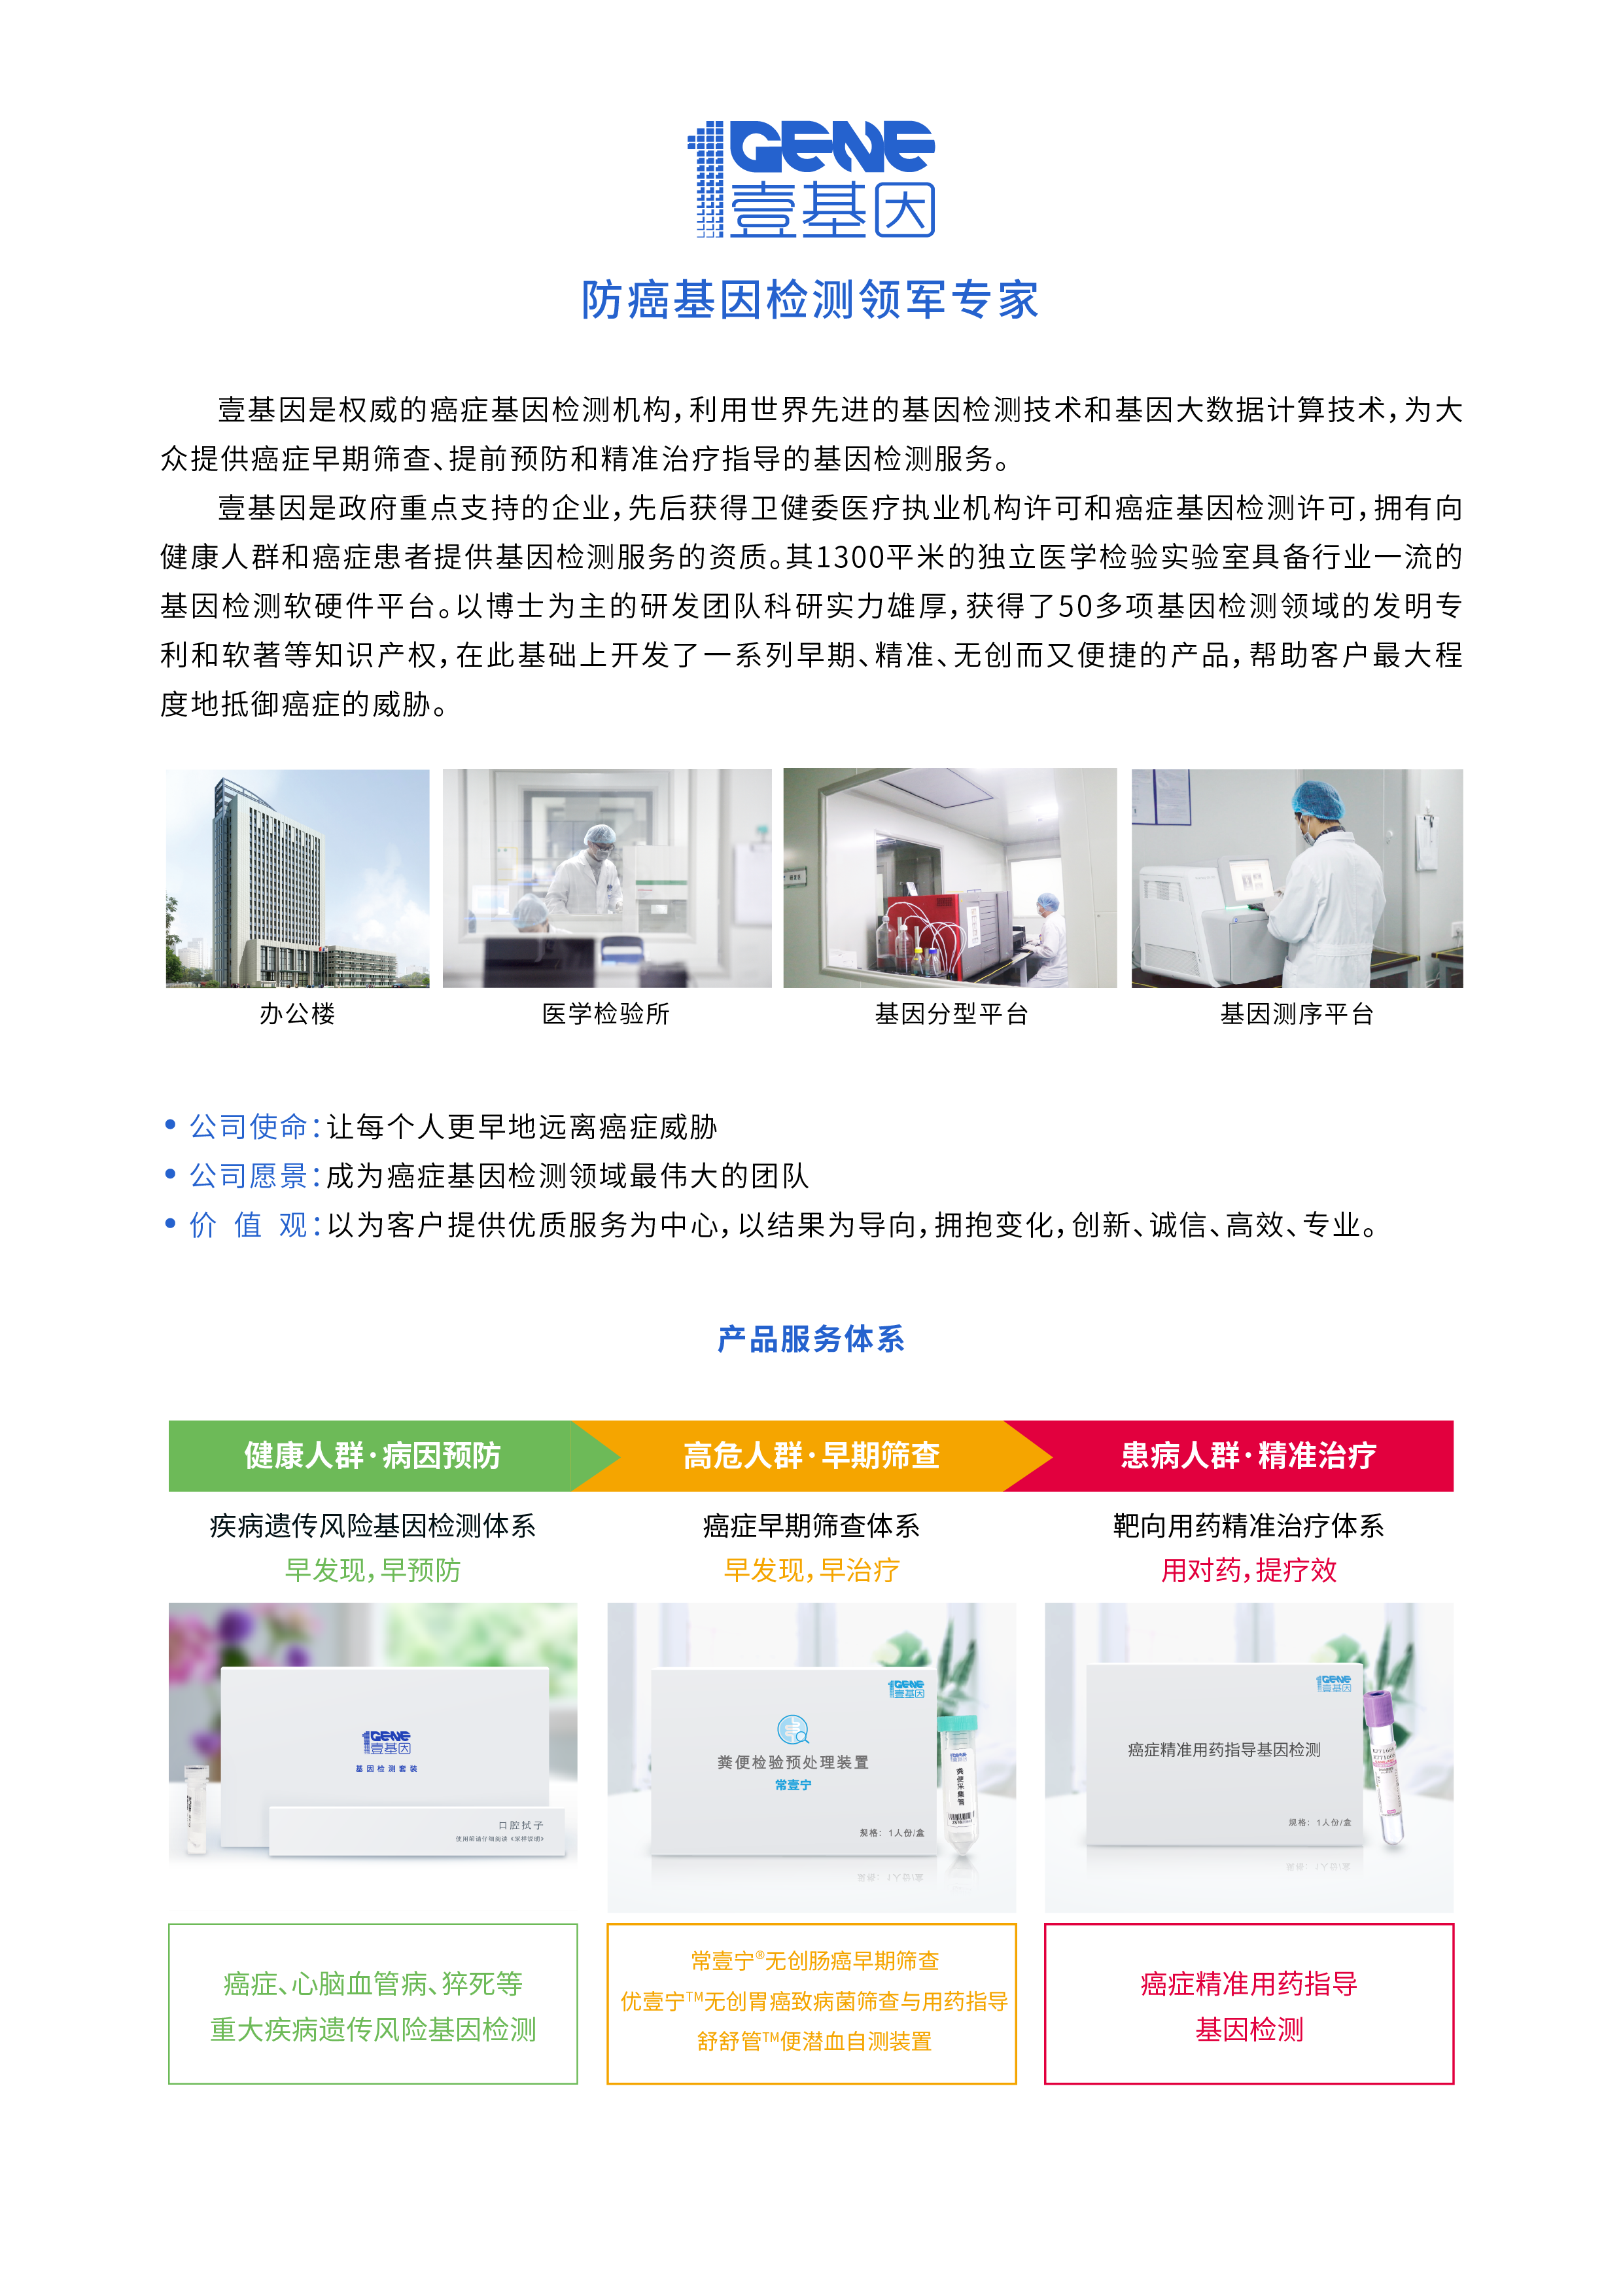 1GENE
壹基因
防癌基因检测领军专家
壹基因是权威的癌症基因检测机构，利用世界先进的基因检测技术和基因大数据计算技术，为大
众提供癌症早期筛查、提前预防和精准治疗指导的基因检测服务。
壹基因是政府重点支持的企业，先后获得卫健委医疗执业机构许可和癌症基因检测许可，拥有向
健康人群和癌症患者提供基因检测服务的资质。其1300平米的独立医学检验实验室具备行业一流的
基因检测软硬件平台。以博士为主的研发团队科研实力雄厚，获得了50多项基因检测领域的发明专
利和软著等知识产权，在此基础上开发了一系列早期、精准、无创而又便捷的产品，帮助客户最大程
度地抵御癌症的威胁。
办公楼
医学检验所
基因分型平台
基因测序平台
• 公司使命：让每个人更早地远离癌症威胁
• 公司愿景：成为癌症基因检测领域最伟大的团队
• 价 值 观：以为客户提供优质服务为中心，以结果为导向，拥抱变化，创新、诚信、高效、专业。
产品服务体系
健康人群·病因预防
高危人群·早期筛查
患病人群·精准治疗
疾病遗传风险基因检测体系
早发现，早预防
癌症早期筛查体系
早发现，早治疗
靶向用药精准治疗体系
用对药，提疗效
1GENE
壹基因
基因检测套装
口腔拭子
使用前请仔细阅读《采样说明》
1GENE
壹基因
粪便检验预处理装置
常壹宁
规格：1人份/盒
粪便采集管
1GENE
壹基因
癌症精准用药指导基因检测
规格：1人份/盒
癌症、心脑血管病、猝死等
重大疾病遗传风险基因检测
常壹宁®无创肠癌早期筛查
优壹宁™无创胃癌致病菌筛查与用药指导
舒舒管™便潜血自测装置
癌症精准用药指导
基因检测